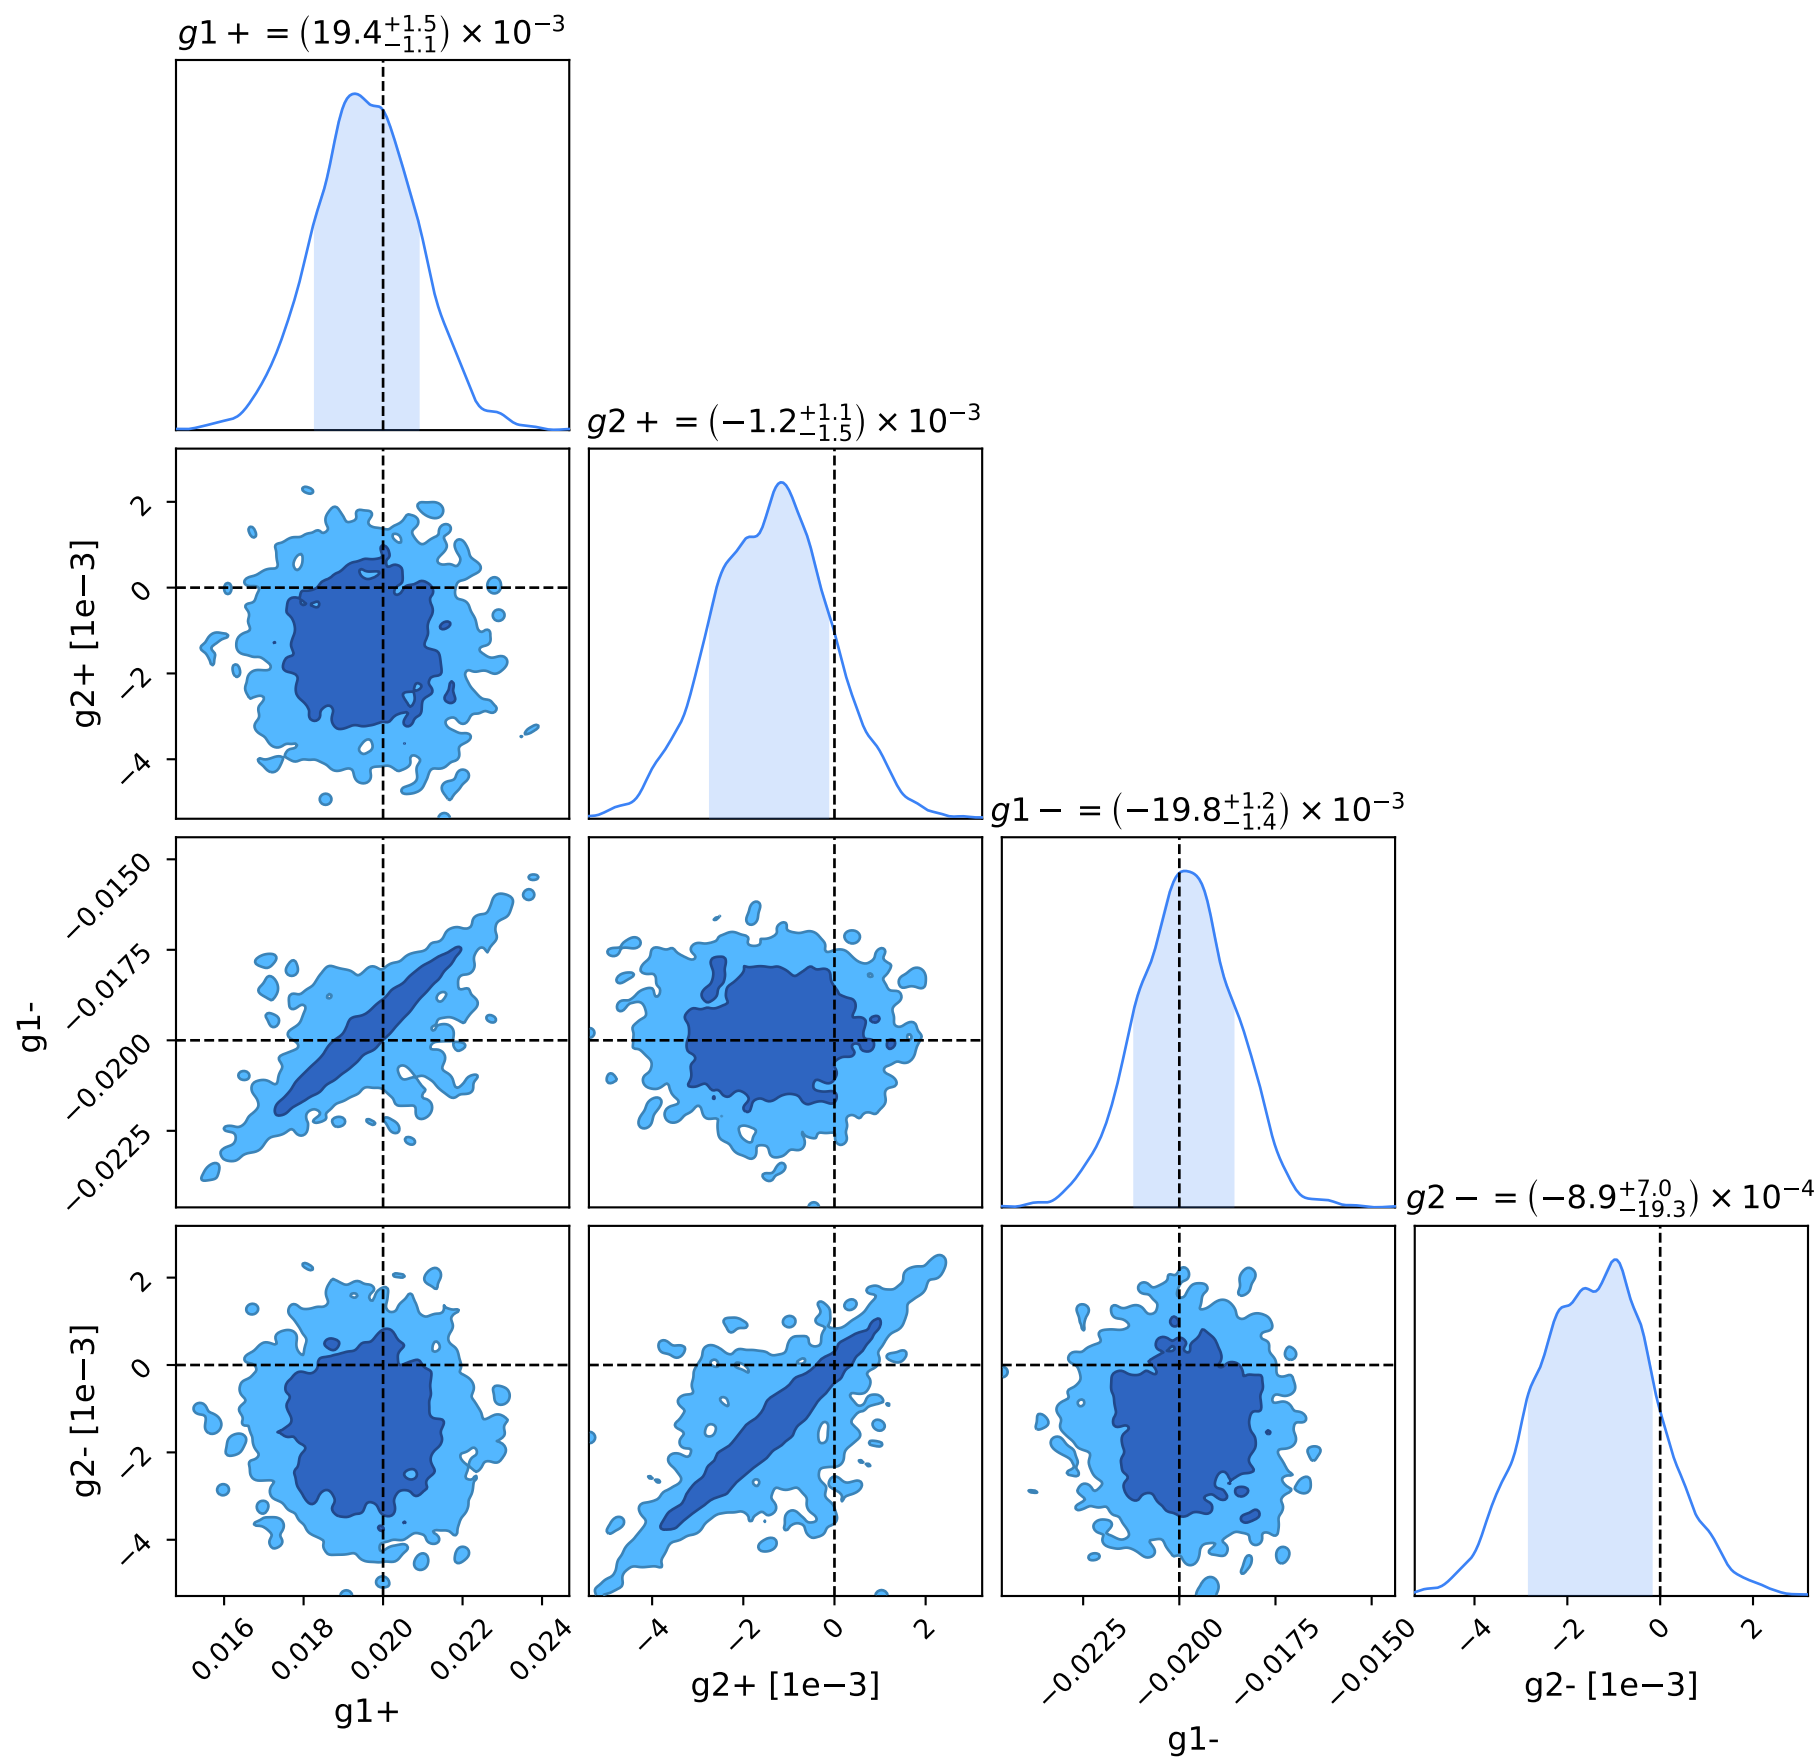 g1+ = (19.4 +1.5 −1.1) × 10−3
g2+ = (−1.2 +1.1 −1.5) × 10−3
2
0
−2
−4
g2+ [1e−3]
g1− = (−19.8 +1.2 −1.4) × 10−3
−0.0150
−0.0175
−0.0200
−0.0225
g1-
g2− = (−8.9 +7.0 −19.3) × 10−4
2
0
−2
−4
g2- [1e−3]
0.016 0.018 0.020 0.022 0.024
g1+
−4 −2 0 2
g2+ [1e−3]
−0.0225 −0.0200 −0.0175 −0.0150
g1-
−4 −2 0 2
g2- [1e−3]